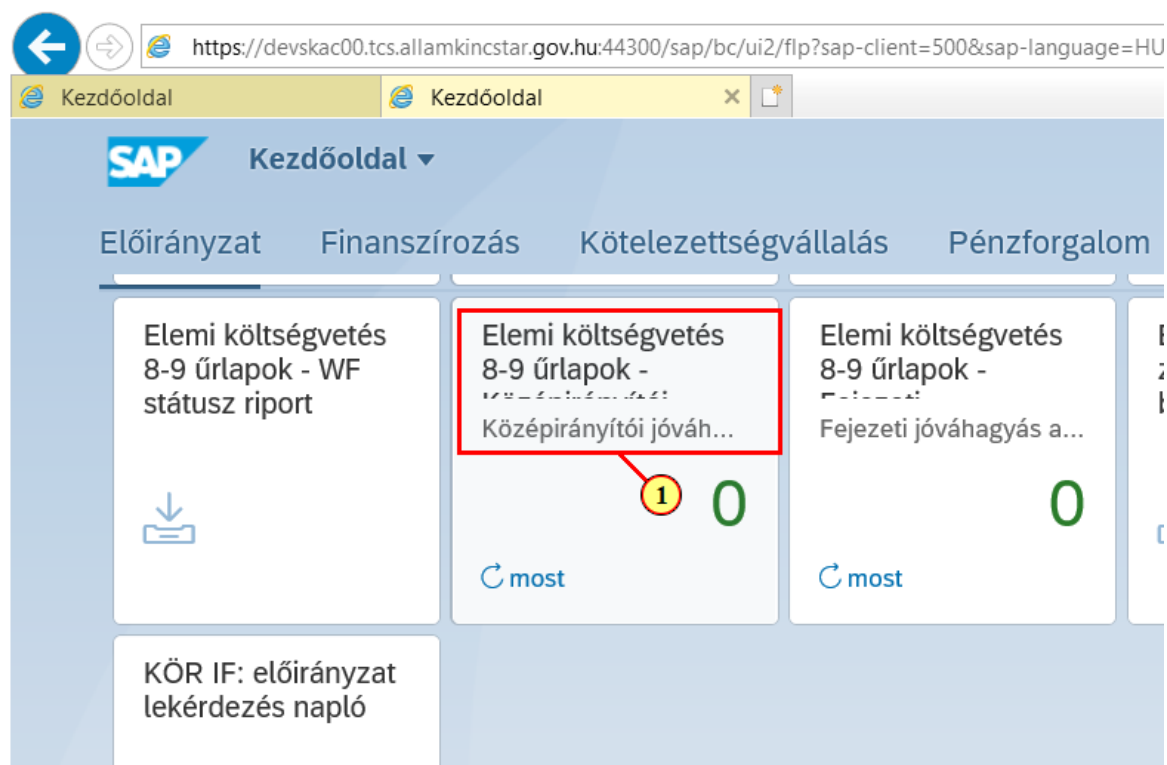 https://devskac00.tcs.allamkincstar.gov.hu:44300/sap/bc/ui2/flp?sap-client=500&sap-language=HU
Kezdőoldal
Kezdőoldal
SAP Kezdőoldal
Előirányzat Finanszírozás Kötelezettségvállalás Pénzforgalom
Elemi költségvetés
8-9 űrlapok - WF
státusz riport
Elemi költségvetés
8-9 űrlapok -
Középirányítói jóváh...
1
0
most
Elemi költségvetés
8-9 űrlapok -
Fejezeti jóváhagyás a...
0
most
KÖR IF: előirányzat
lekérdezés napló